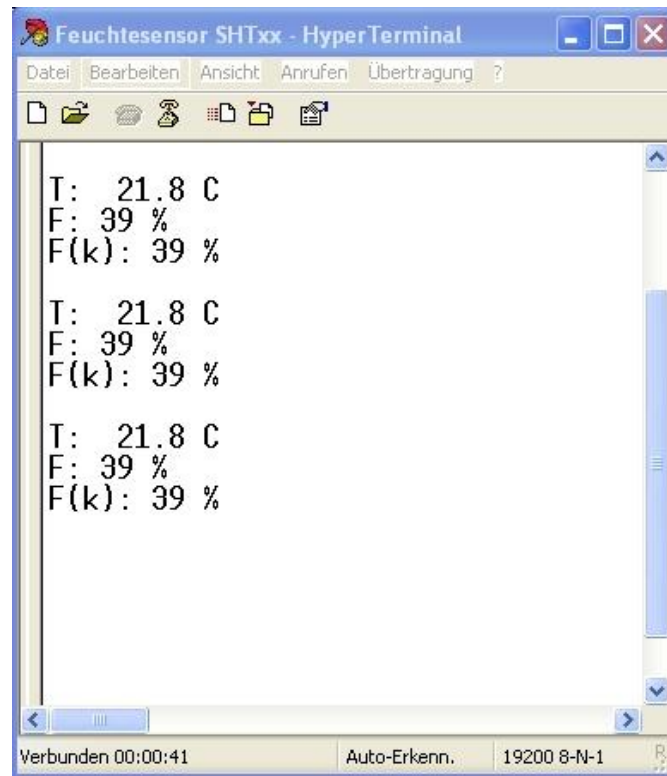 Feuchtesensor SHTxx - HyperTerminal
Datei Bearbeiten Ansicht Anrufen Übertragung ?
T: 21.8 C
F: 39 %
F(k): 39 %
T: 21.8 C
F: 39 %
F(k): 39 %
T: 21.8 C
F: 39 %
F(k): 39 %
Verbunden 00:00:41 Auto-Erkenn. 19200 8-N-1